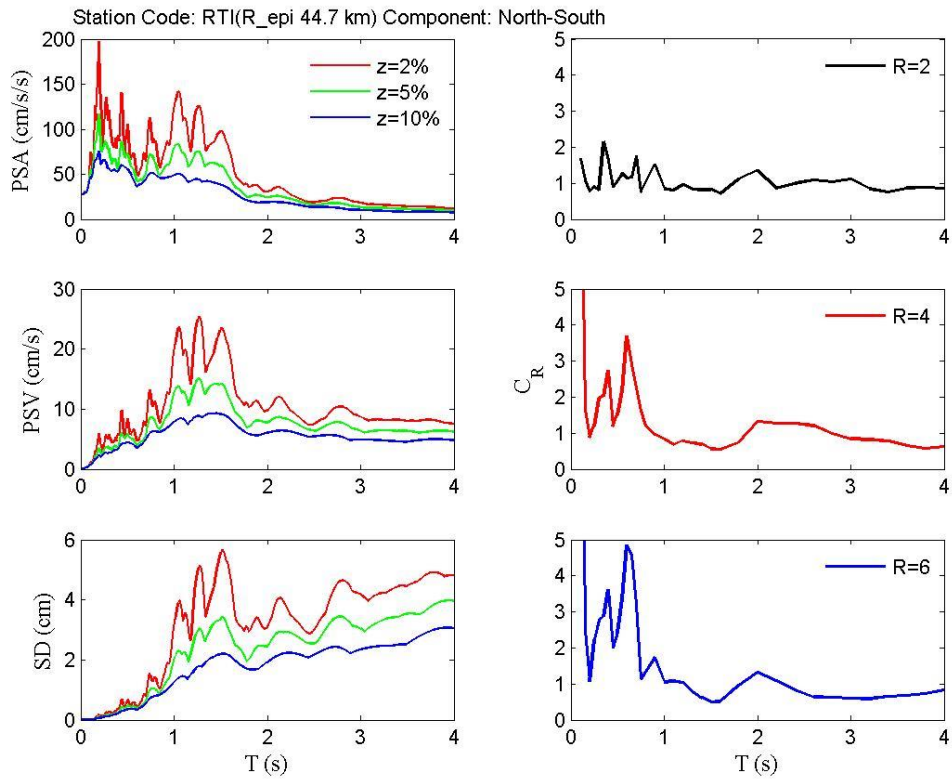 Station Code: RTI(R_epi 44.7 km) Component: North-South
PSA (cm/s/s)
200
150
100
50
0
0 1 2 3 4
z=2%
z=5%
z=10%
5
4
3
2
1
0
0 1 2 3 4
R=2
PSV (cm/s)
30
20
10
0
0 1 2 3 4
C_R
5
4
3
2
1
0
0 1 2 3 4
R=4
SD (cm)
6
4
2
0
0 1 2 3 4
T (s)
5
4
3
2
1
0
0 1 2 3 4
R=6
T (s)